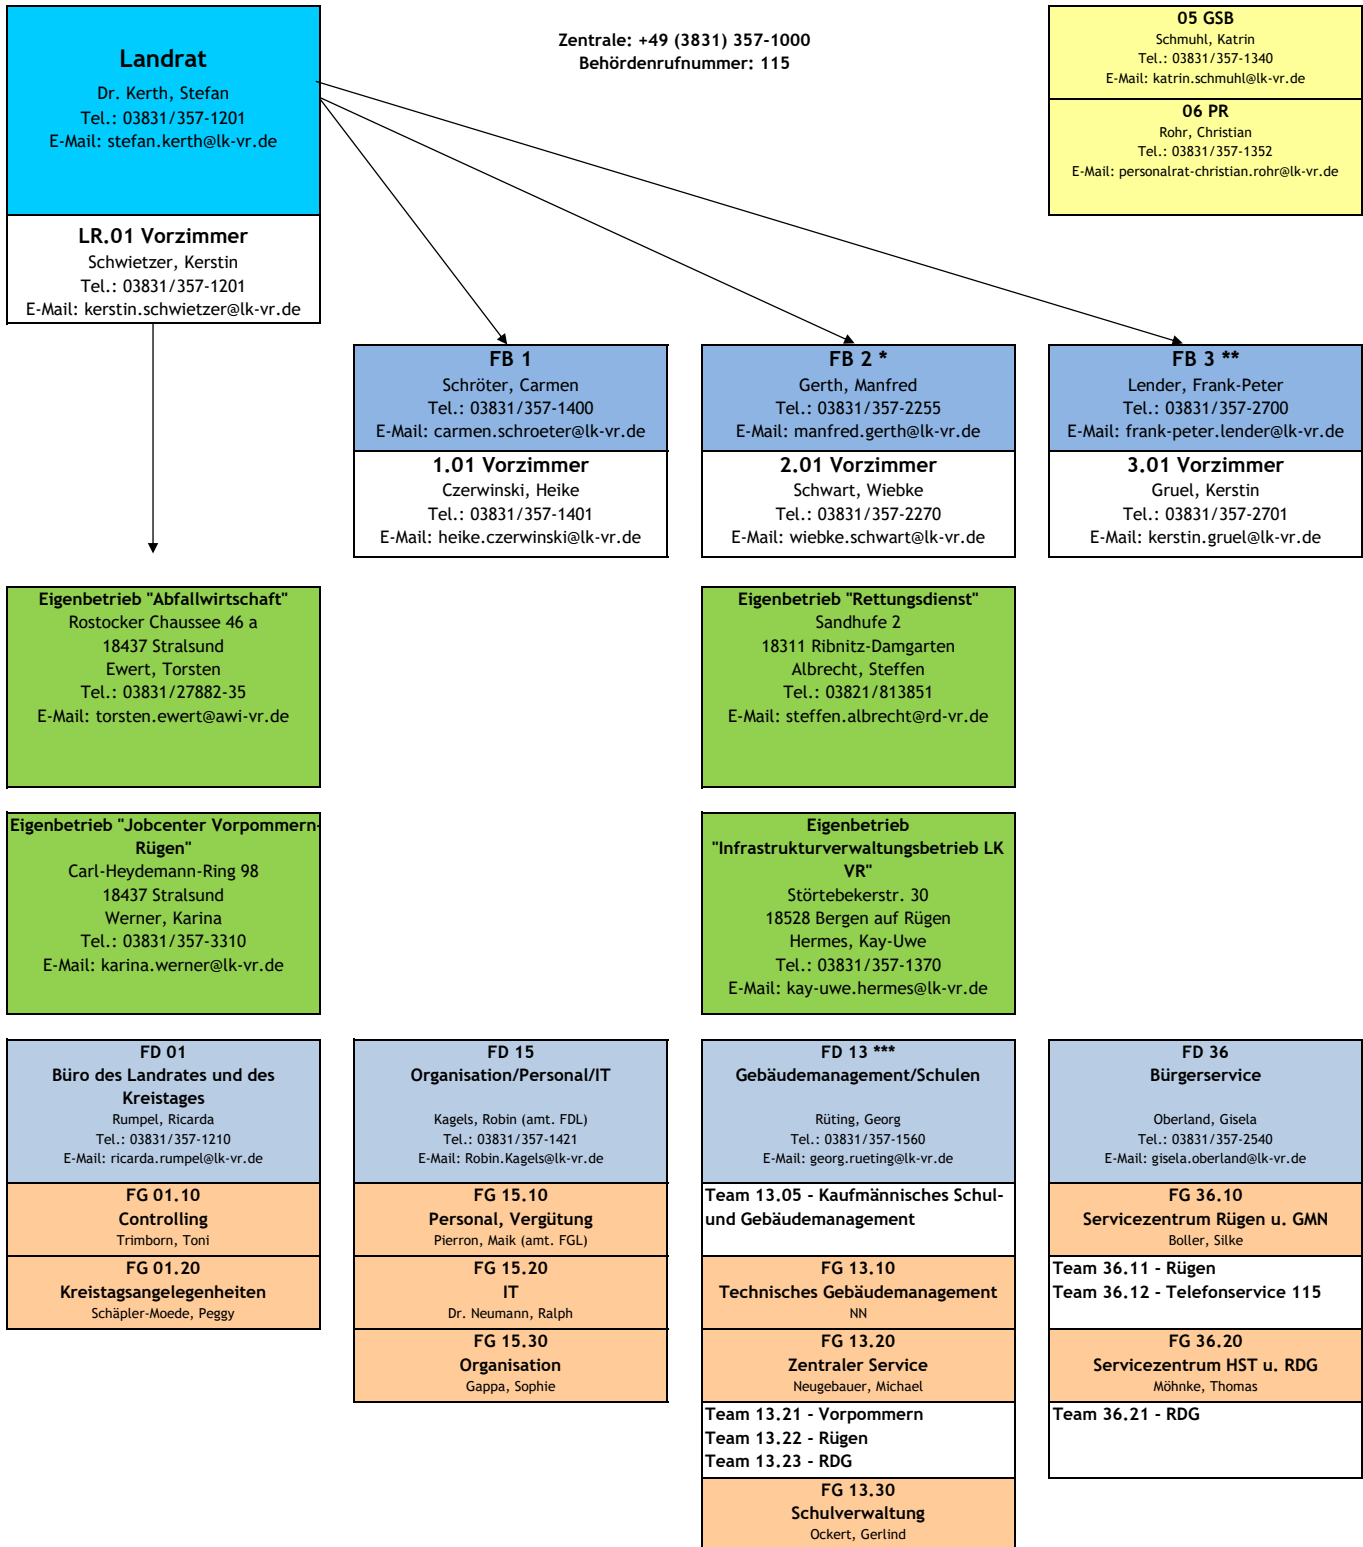 Landrat
Dr. Kerth, Stefan
Tel.: 03831/357-1201
E-Mail: stefan.kerth@lk-vr.de
LR.01 Vorzimmer
Schwietzer, Kerstin
Tel.: 03831/357-1201
E-Mail: kerstin.schwietzer@lk-vr.de
Zentrale: +49 (3831) 357-1000
Behördenrufnummer: 115
05 GSB
Schmuhl, Katrin
Tel.: 03831/357-1340
E-Mail: katrin.schmuhl@lk-vr.de
06 PR
Rohr, Christian
Tel.: 03831/357-1352
E-Mail: personalrat-christian.rohr@lk-vr.de
FB 1
Schröter, Carmen
Tel.: 03831/357-1400
E-Mail: carmen.schroeter@lk-vr.de
1.01 Vorzimmer
Czerwinski, Heike
Tel.: 03831/357-1401
E-Mail: heike.czerwinski@lk-vr.de
FB 2 *
Gerth, Manfred
Tel.: 03831/357-2255
E-Mail: manfred.gerth@lk-vr.de
2.01 Vorzimmer
Schwart, Wiebke
Tel.: 03831/357-2270
E-Mail: wiebke.schwart@lk-vr.de
FB 3 **
Lender, Frank-Peter
Tel.: 03831/357-2700
E-Mail: frank-peter.lender@lk-vr.de
3.01 Vorzimmer
Gruel, Kerstin
Tel.: 03831/357-2701
E-Mail: kerstin.gruel@lk-vr.de
Eigenbetrieb "Abfallwirtschaft"
Rostocker Chaussee 46 a
18437 Stralsund
Ewert, Torsten
Tel.: 03831/27882-35
E-Mail: torsten.ewert@awi-vr.de
Eigenbetrieb "Rettungsdienst"
Sandhufe 2
18311 Ribnitz-Damgarten
Albrecht, Steffen
Tel.: 03821/813851
E-Mail: steffen.albrecht@rd-vr.de
Eigenbetrieb "Jobcenter Vorpommern-
Rügen"
Carl-Heydemann-Ring 98
18437 Stralsund
Werner, Karina
Tel.: 03831/357-3310
E-Mail: karina.werner@lk-vr.de
Eigenbetrieb
"Infrastrukturverwaltungsbetrieb LK
VR"
Störtebekerstr. 30
18528 Bergen auf Rügen
Hermes, Kay-Uwe
Tel.: 03831/357-1370
E-Mail: kay-uwe.hermes@lk-vr.de
FD 01
Büro des Landrates und des
Kreistages
Rumpel, Ricarda
Tel.: 03831/357-1210
E-Mail: ricarda.rumpel@lk-vr.de
FG 01.10
Controlling
Trimborn, Toni
FG 01.20
Kreistagsangelegenheiten
Schäpler-Moede, Peggy
FD 15
Organisation/Personal/IT
Kagels, Robin (amt. FDL)
Tel.: 03831/357-1421
E-Mail: Robin.Kagels@lk-vr.de
FG 15.10
Personal, Vergütung
Pierron, Maik (amt. FGL)
FG 15.20
IT
Dr. Neumann, Ralph
FG 15.30
Organisation
Gappa, Sophie
FD 13 ***
Gebäudemanagement/Schulen
Rüting, Georg
Tel.: 03831/357-1560
E-Mail: georg.rueting@lk-vr.de
Team 13.05 - Kaufmännisches Schul-
und Gebäudemanagement
FG 13.10
Technisches Gebäudemanagement
NN
FG 13.20
Zentraler Service
Neugebauer, Michael
Team 13.21 - Vorpommern
Team 13.22 - Rügen
Team 13.23 - RDG
FG 13.30
Schulverwaltung
Ockert, Gerlind
FD 36
Bürgerservice
Oberland, Gisela
Tel.: 03831/357-2540
E-Mail: gisela.oberland@lk-vr.de
FG 36.10
Servicezentrum Rügen u. GMN
Boller, Silke
Team 36.11 - Rügen
Team 36.12 - Telefonservice 115
FG 36.20
Servicezentrum HST u. RDG
Möhnke, Thomas
Team 36.21 - RDG